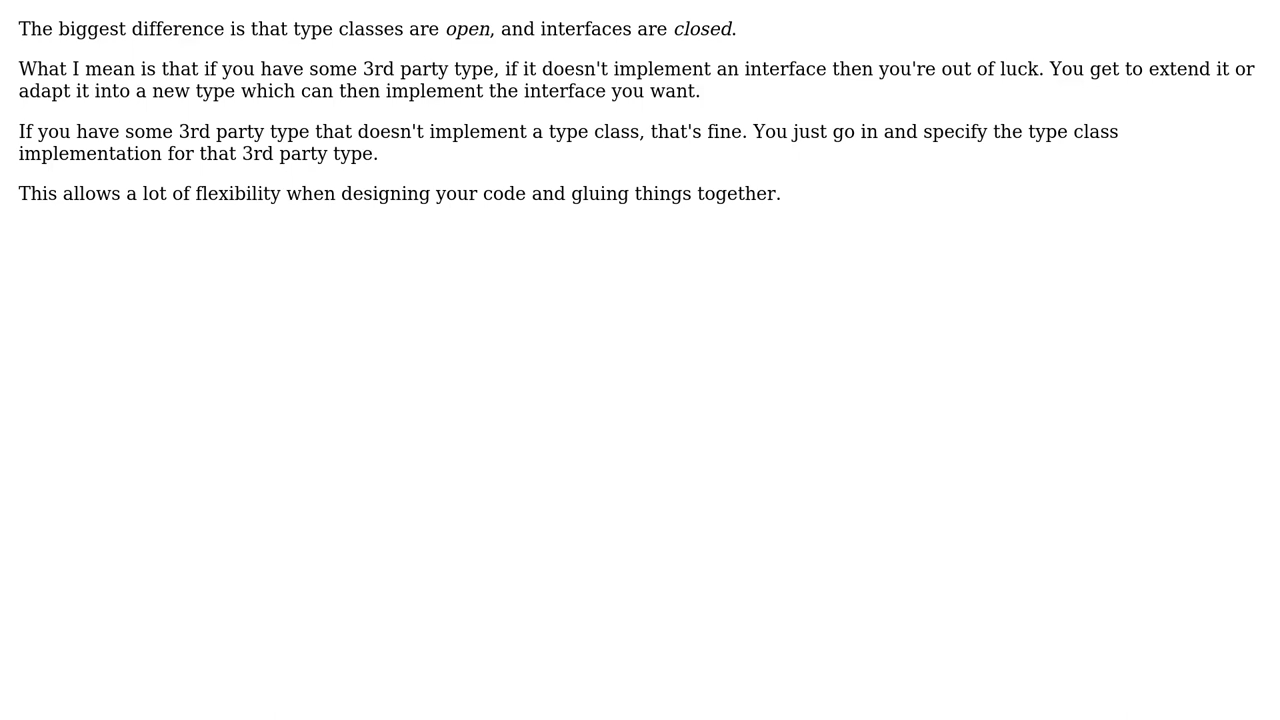 The biggest difference is that type classes are open, and interfaces are closed.
What I mean is that if you have some 3rd party type, if it doesn't implement an interface then you're out of luck. You get to extend it or
adapt it into a new type which can then implement the interface you want.
If you have some 3rd party type that doesn't implement a type class, that's fine. You just go in and specify the type class
implementation for that 3rd party type.
This allows a lot of flexibility when designing your code and gluing things together.